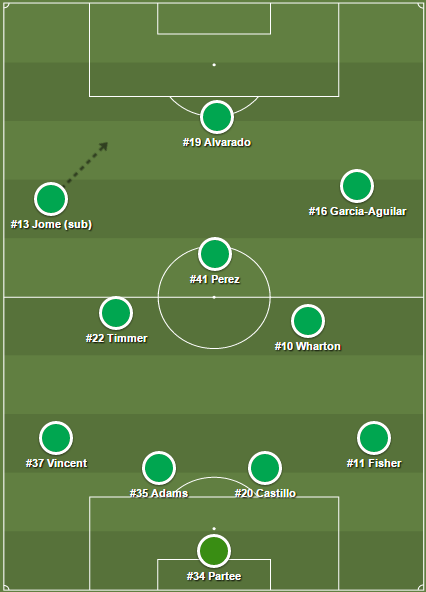 #19 Alvarado
#13 Jome (sub)
#16 Garcia-Aguilar
#41 Perez
#22 Timmer
#10 Wharton
#37 Vincent
#11 Fisher
#35 Adams
#20 Castillo
#34 Partee